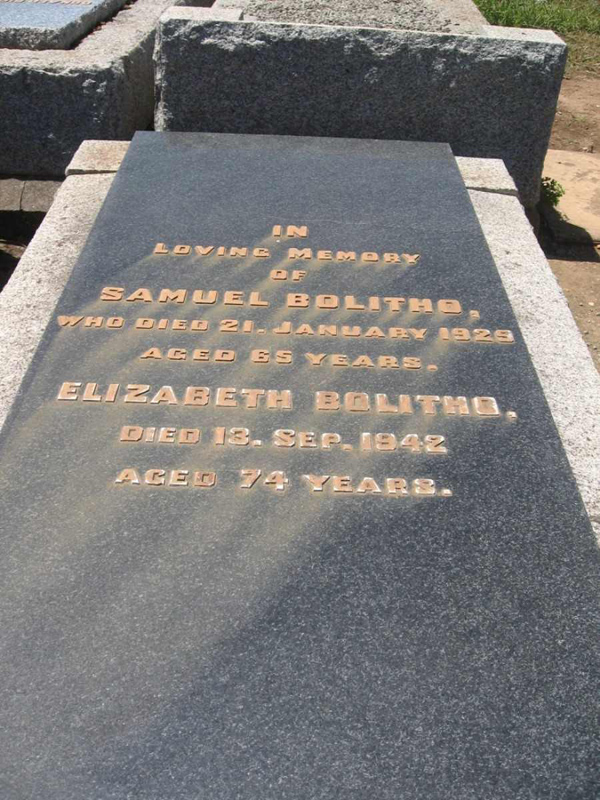 IN
LOVING MEMORY
OF
SAMUEL BOLITHO,
WHO DIED 21. JANUARY 1929
AGED 65 YEARS.
ELIZABETH BOLITHO,
DIED 13. SEP. 1942
AGED 74 YEARS.